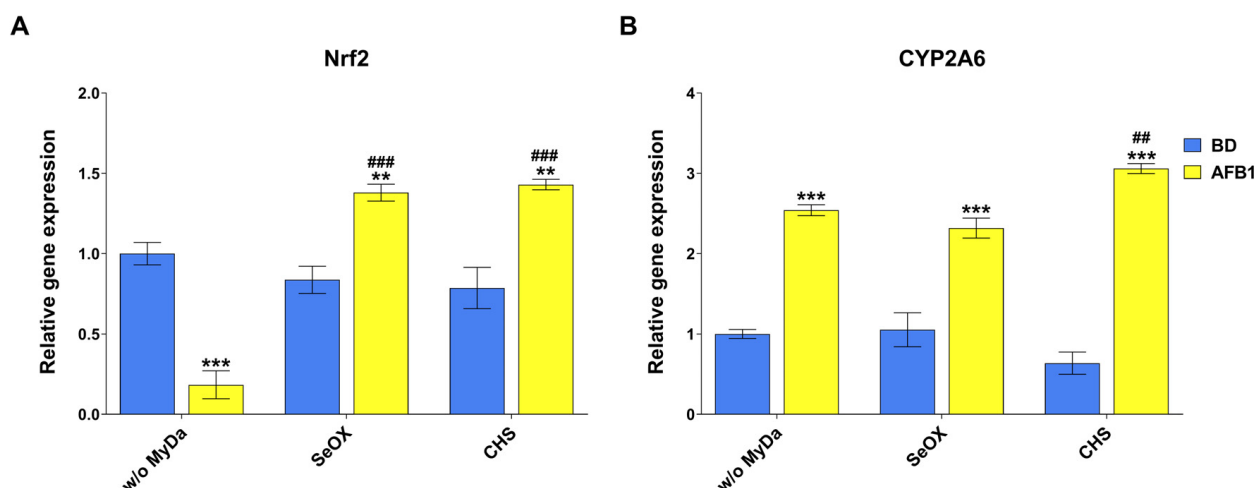 A
Nrf2
Relative gene expression
2.0
1.5
1.0
0.5
0.0
###
**
###
**
***
w/o MyDa
SeOX
CHS
B
CYP2A6
Relative gene expression
4
3
2
1
0
***
***
##
***
w/o MyDa
SeOX
CHS
BD
AFB1